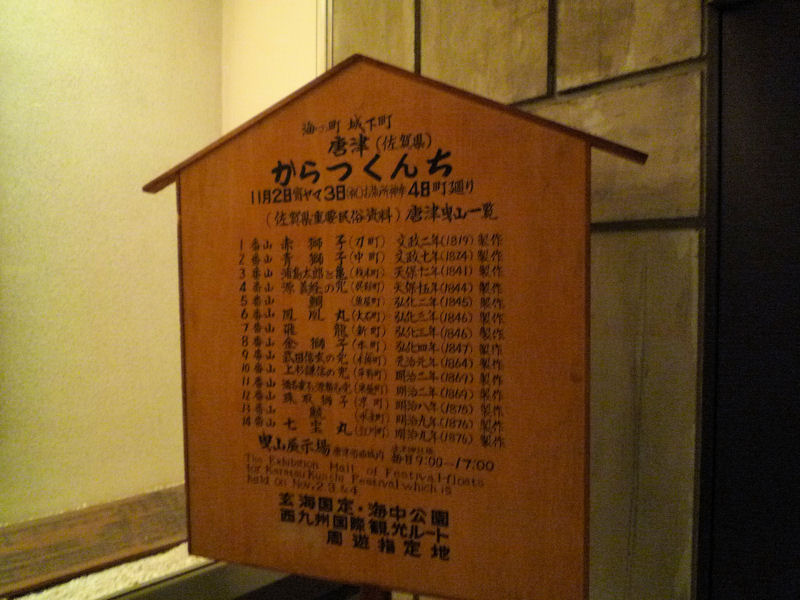 海の町 城下町
唐津(佐賀県)
からつくんち
11月2日宵ヤマ3日(祝)お旅所神幸4日町廻り
(佐賀県重要民俗資料)唐津曳山一覧
1番山 赤獅子(刀町) 文政二年(1819)製作
2番山 青獅子(中町) 文政七年(1824)製作
3番山 浦島太郎と亀(材木町) 天保十二年(1841)製作
4番山 源義経の兜(呉服町) 天保十五年(1844)製作
5番山 鯛(魚屋町) 弘化二年(1845)製作
6番山 鳳凰丸(大石町) 弘化三年(1846)製作
7番山 飛龍(新町) 弘化三年(1846)製作
8番山 金獅子(本町) 弘化四年(1847)製作
9番山 武田信玄の兜(木綿町) 元治元年(1864)製作
10番山 上杉謙信の兜(平野町) 明治二年(1869)製作
11番山 酒呑童子と源頼光の兜(米屋町) 明治二年(1869)製作
12番山 珠取獅子(京町) 明治八年(1875)製作
13番山 鯱(水主町) 明治九年(1876)製作
14番山 七宝丸(江川町) 明治九年(1876)製作
曳山展示場 唐津市西城内 毎日9:00~17:00
The Exhibition Hall of Festival-floats
for Karatsu Kunchi Festival which is
held on Nov, 2 3 & 4
玄海国定・海中公園
西九州国際観光ルート
周遊指定地